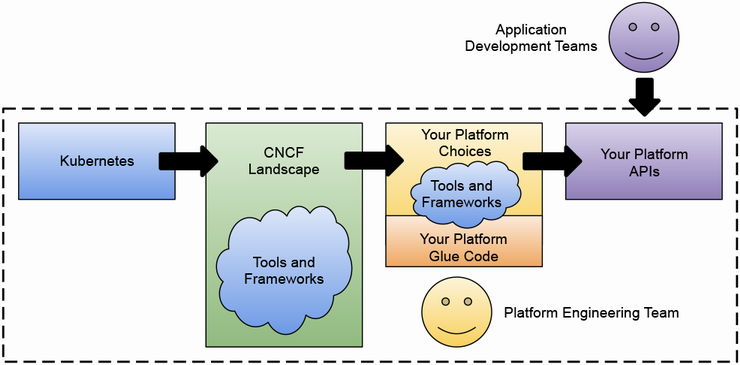 Application
Development Teams
Kubernetes
CNCF
Landscape
Tools and
Frameworks
Your Platform
Choices
Tools and
Frameworks
Your Platform
Glue Code
Your Platform
APIs
Platform Engineering Team